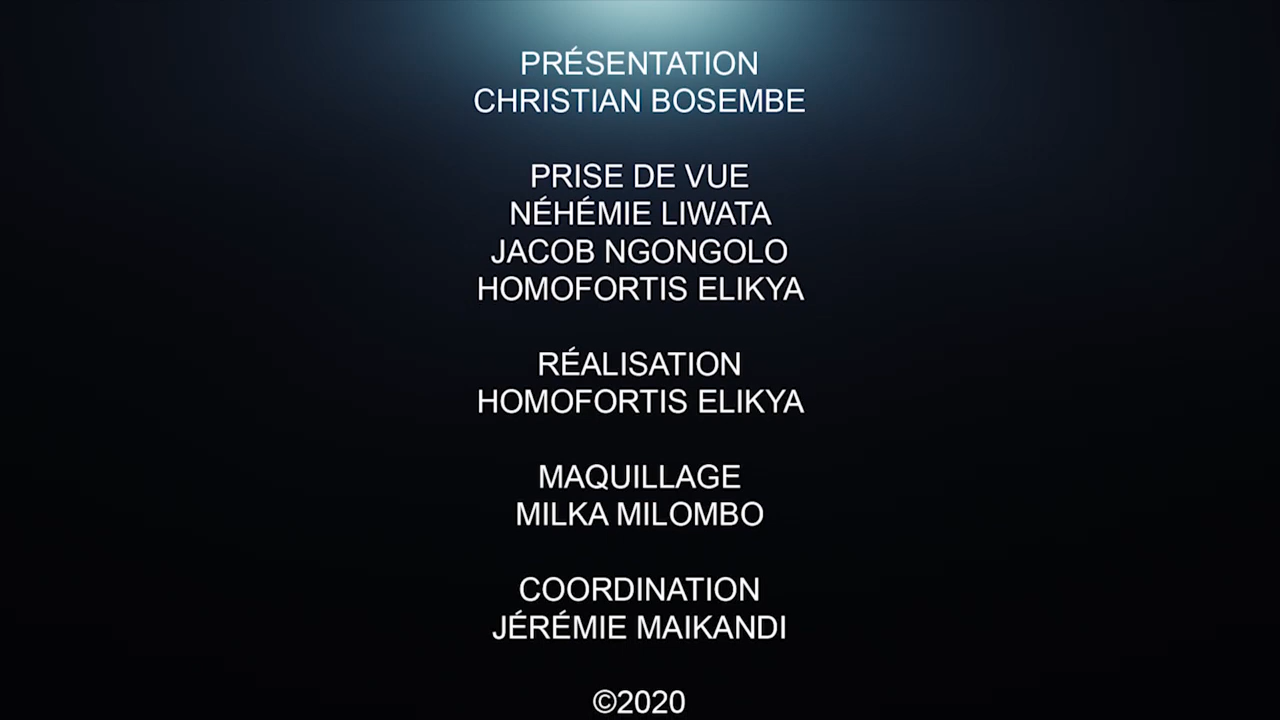 PRÉSENTATION
CHRISTIAN BOSEMBE
PRISE DE VUE
NÉHÉMIE LIWATA
JACOB NGONGOLO
HOMOFORTIS ELIKYA
RÉALISATION
HOMOFORTIS ELIKYA
MAQUILLAGE
MILKA MILOMBO
COORDINATION
JÉRÉMIE MAIKANDI
©2020